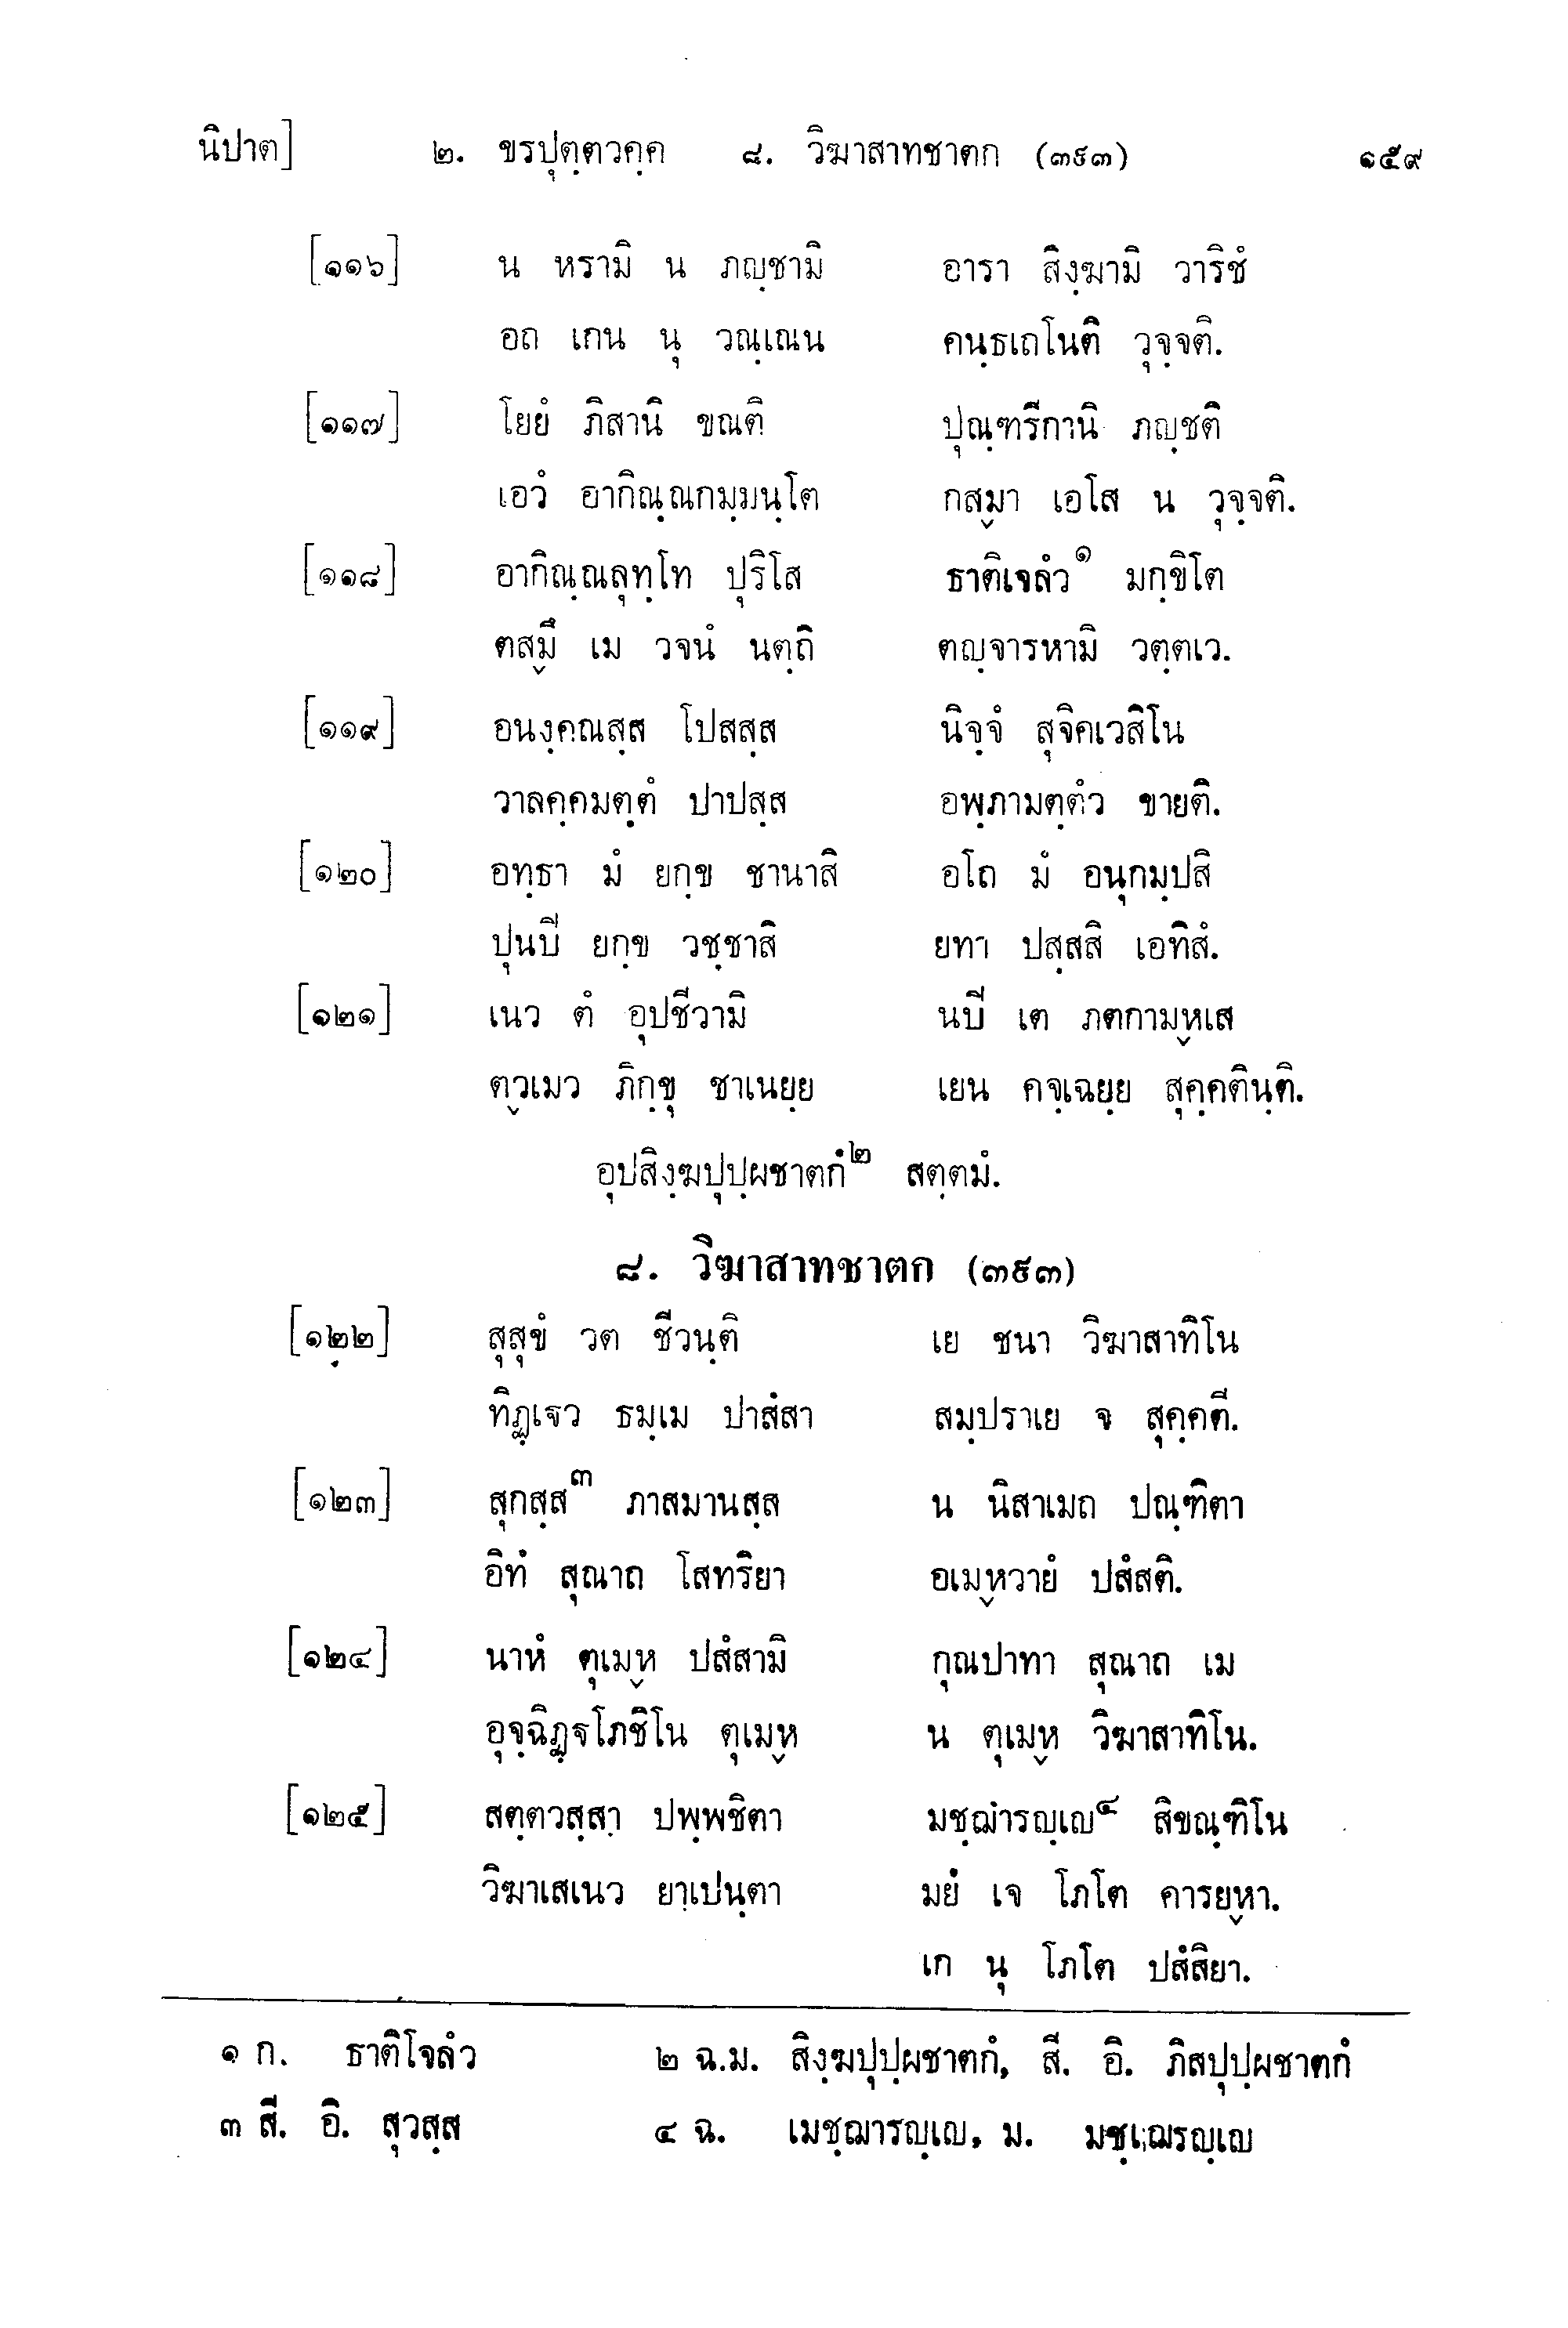 นิปาต] ๒. ขรปุตฺตวคฺค ๘. วิฆาสาทชาตก (๓๙๓) ๑๕๙
[๑๑๖] น หรามิ น ภญฺชามิ อารา สิงฺฆามิ วาริชํ
อถ เกน นุ วณฺเณน คนฺธเถโนติ วุจฺจติ.
[๑๑๗] โยยํ ภิสานิ ขณติ ปุณฺฑรีกานิ ภญฺชติ
เอวํ อากิณฺณกมฺมนฺโต กสฺมา เอโส น วุจฺจติ.
[๑๑๘] อากิณฺณลุทฺโท ปุริโส ธาติเจลํว๑ มกฺขิโต
ตสฺมึ เม วจนํ นตฺถิ ตญฺจารหามิ วตฺตเว.
[๑๑๙] อนงฺคณสฺส โปสสฺส นิจฺจํ สุจิคเวสิโน
วาลคฺคมตฺตํ ปาปสฺส อพฺภามตฺตํว ขายติ.
[๑๒๐] อทฺธา มํ ยกฺข ชานาสิ อโถ มํ อนุกมฺปสิ
ปุนปี ยกฺข วชฺชาสิ ยทา ปสฺสสิ เอทิสํ.
[๑๒๑] เนว ตํ อุปชีวามิ นปี เต ภตกามฺหเส
ตฺวเมว ภิกฺขุ ชาเนยฺย เยน คจฺเฉยฺย สุคฺคตินฺติ.
อุปสิงฺฆปุปฺผชาตกํ๒ สตฺตมํ.
๘. วิฆาสาทชาตก (๓๙๓)
[๑๒๒] สุสุขํ วต ชีวนฺติ เย ชนา วิฆาสาทิโน
ทิฏฺเฐว ธมฺเม ปาสํสา สมฺปราเย จ สุคฺคตี.
[๑๒๓] สุกสฺส๓ ภาสมานสฺส น นิสาเมถ ปณฺฑิตา
อิทํ สุณาถ โสทริยา อเมฺหวายํ ปสํสติ.
[๑๒๔] นาหํ ตุเมฺห ปสํสามิ กุณปาทา สุณาถ เม
อุจฺฉิฏฺฐโภชิโน ตุเมฺห น ตุเมฺห วิฆาสาทิโน.
[๑๒๕] สตฺตวสฺสา ปพฺพชิตา มชฺฌารญฺเญ๔ สิขณฺฑิโน
วิฆาเสเนว ยาเปนฺตา มยํ เจ โภโต คารยฺหา.
เก นุ โภโต ปสํสิยา.
๑ ก. ธาติโจลํว ๒ ฉ.ม. สิงฺฆปุปฺผชาตกํ, สี. อิ. ภิสปุปฺผชาตกํ
๓ สี. อิ. สุวสฺส ๔ ฉ. เมชฺฌารญฺเญ, ม. มชฺเฌรญฺเญ